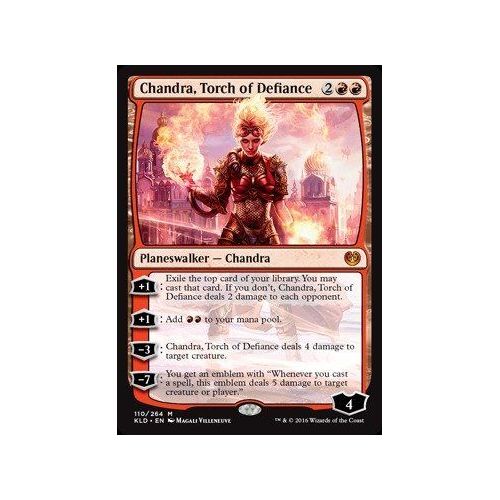 Chandra, Torch of Defiance 2
Planeswalker — Chandra
+1: Exile the top card of your library. You may
cast that card. If you don't, Chandra, Torch of
Defiance deals 2 damage to each opponent.
+1: Add to your mana pool.
-3: Chandra, Torch of Defiance deals 4 damage to
target creature.
-7: You get an emblem with "Whenever you cast
a spell, this emblem deals 5 damage to target
creature or player."
4
110/264 M
KLD • EN Magali Villeneuve
™ & © 2016 Wizards of the Coast